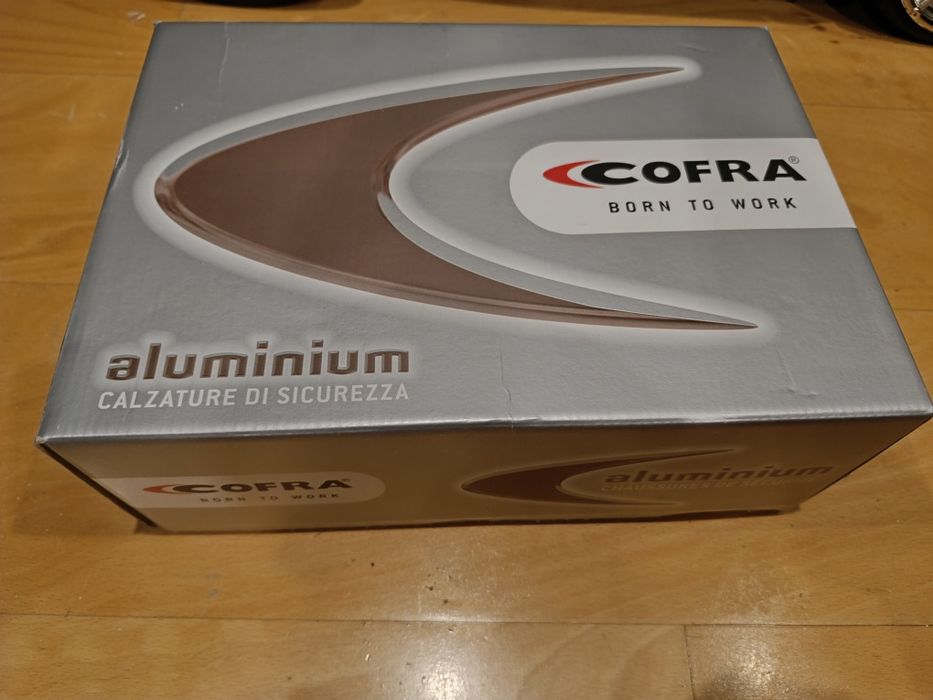 COFRA®
BORN TO WORK
aluminium
CALZATURE DI SICUREZZA
COFRA
BORN TO WORK
aluminium